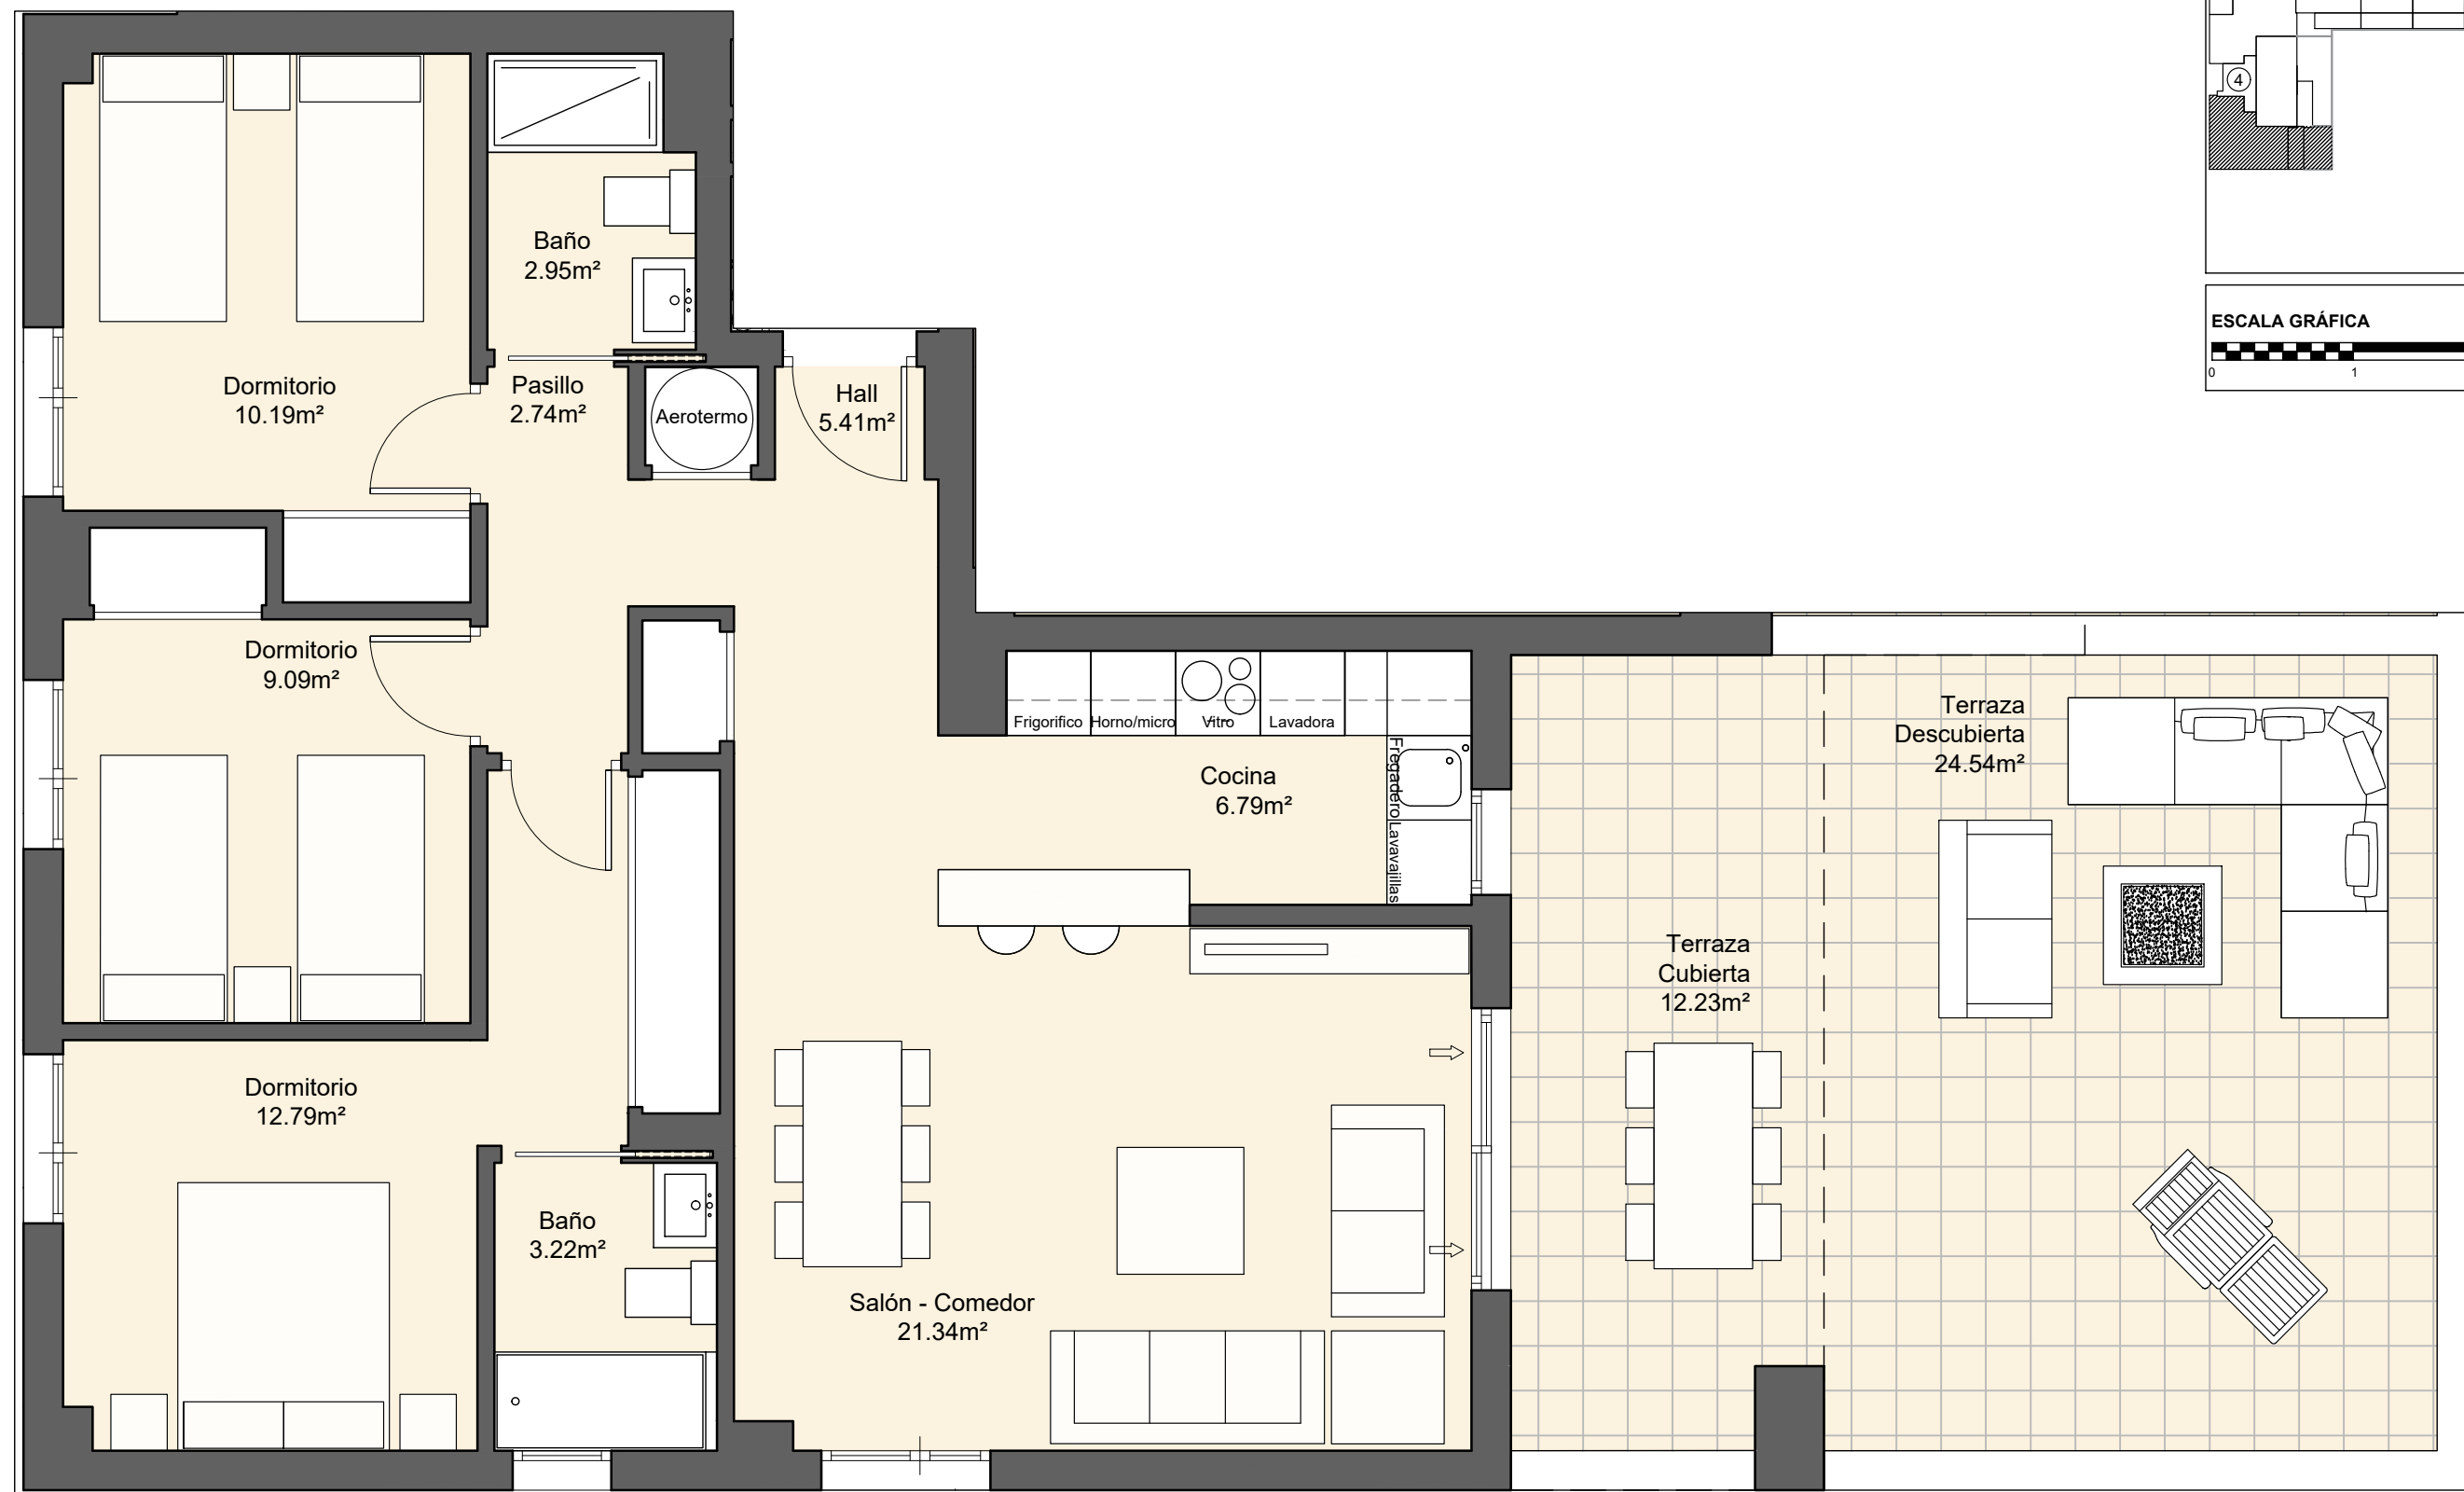 4
ESCALA GRÁFICA
0
1
Baño
2.95m²
Dormitorio
10.19m²
Pasillo
2.74m²
Aerotermo
Hall
5.41m²
Dormitorio
9.09m²
Frigorifico
Horno/micro
Vitro
Lavadora
Fregadero
Lavavajillas
Cocina
6.79m²
Terraza
Descubierta
24.54m²
Terraza
Cubierta
12.23m²
Dormitorio
12.79m²
Baño
3.22m²
Salón - Comedor
21.34m²